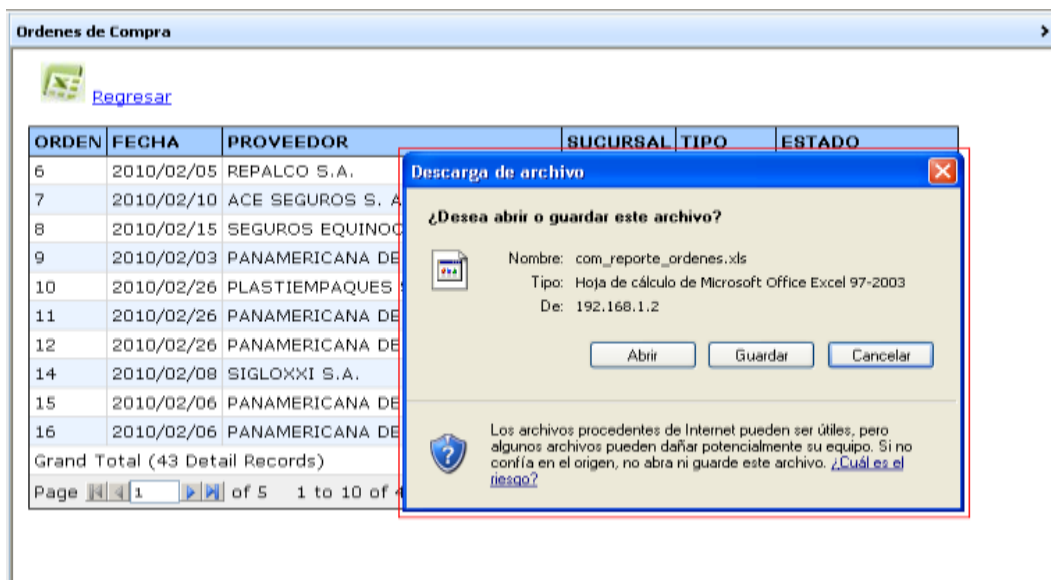 Ordenes de Compra
Regresar
ORDEN FECHA PROVEEDOR SUCURSAL TIPO ESTADO
6 2010/02/05 REPALCO S.A.
7 2010/02/10 ACE SEGUROS S. A
8 2010/02/15 SEGUROS EQUINOC
9 2010/02/03 PANAMERICANA DE
10 2010/02/26 PLASTIEMPAQUES
11 2010/02/26 PANAMERICANA DE
12 2010/02/26 PANAMERICANA DE
14 2010/02/08 SIGLOXXI S.A.
15 2010/02/06 PANAMERICANA DE
16 2010/02/06 PANAMERICANA DE
Grand Total (43 Detail Records)
Page 1 of 5 1 to 10 of
Descarga de archivo
¿Desea abrir o guardar este archivo?
Nombre: com_reporte_ordenes.xls
Tipo: Hoja de cálculo de Microsoft Office Excel 97-2003
De: 192.168.1.2
Abrir Guardar Cancelar
Los archivos procedentes de Internet pueden ser útiles, pero
algunos archivos pueden dañar potencialmente su equipo. Si no
confía en el origen, no abra ni guarde este archivo. ¿Cuál es el
riesgo?